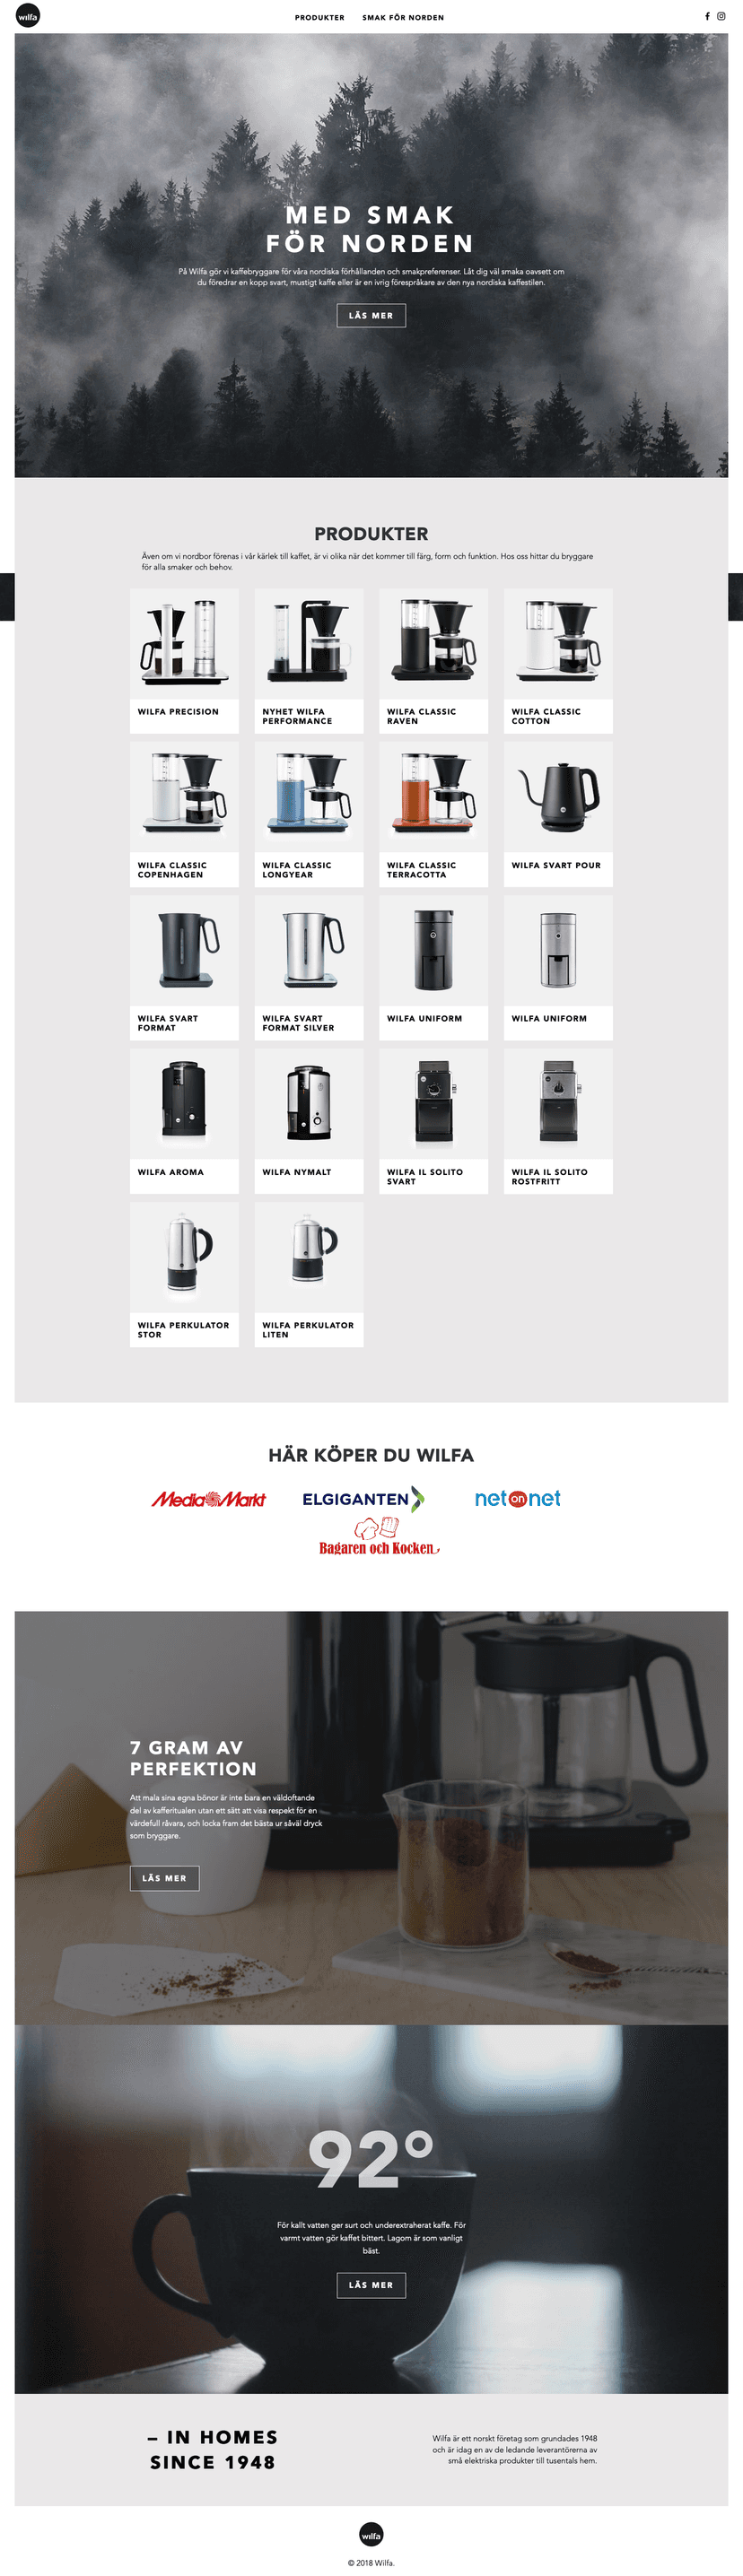 wilfa
PRODUKTER
SMAK FÖR NORDEN
MED SMAK
FÖR NORDEN
På Wilfa gör vi kaffebryggare för våra nordiska förhållanden och smakpreferenser. Låt dig väl smaka oavsett om
du föredrar en kopp svart, mustigt kaffe eller är en ivrig förespråkare av den nya nordiska kaffestilen.
LÄS MER
PRODUKTER
Även om vi nordbor förenas i vår kärlek till kaffet, är vi olika när det kommer till färg, form och funktion. Hos oss hittar du bryggare
för alla smaker och behov.
WILFA PRECISION
NYHET WILFA
PERFORMANCE
WILFA CLASSIC
RAVEN
WILFA CLASSIC
COTTON
WILFA CLASSIC
COPENHAGEN
WILFA CLASSIC
LONGYEAR
WILFA CLASSIC
TERRACOTTA
WILFA SVART POUR
WILFA SVART
FORMAT
WILFA SVART
FORMAT SILVER
WILFA UNIFORM
WILFA UNIFORM
WILFA AROMA
WILFA NYMALT
WILFA IL SOLITO
SVART
WILFA IL SOLITO
ROSTFRITT
WILFA PERKULATOR
STOR
WILFA PERKULATOR
LITEN
HÄR KÖPER DU WILFA
Media Markt
ELGIGANTEN
net on net
Bagaren och Kocken
7 GRAM AV
PERFEKTION
Att mala sina egna bönor är inte bara en väldoftande
del av kafferitualen utan ett sätt att visa respekt för en
värdefull råvara, och locka fram det bästa ur såväl dryck
som bryggare.
LÄS MER
92°
För kallt vatten ger surt och underextraherat kaffe. För
varmt vatten gör kaffet bittert. Lagom är som vanligt
bäst.
LÄS MER
– IN HOMES
SINCE 1948
Wilfa är ett norskt företag som grundades 1948
och är idag en av de ledande leverantörerna av
små elektriska produkter till tusentals hem.
wilfa
© 2018 Wilfa.